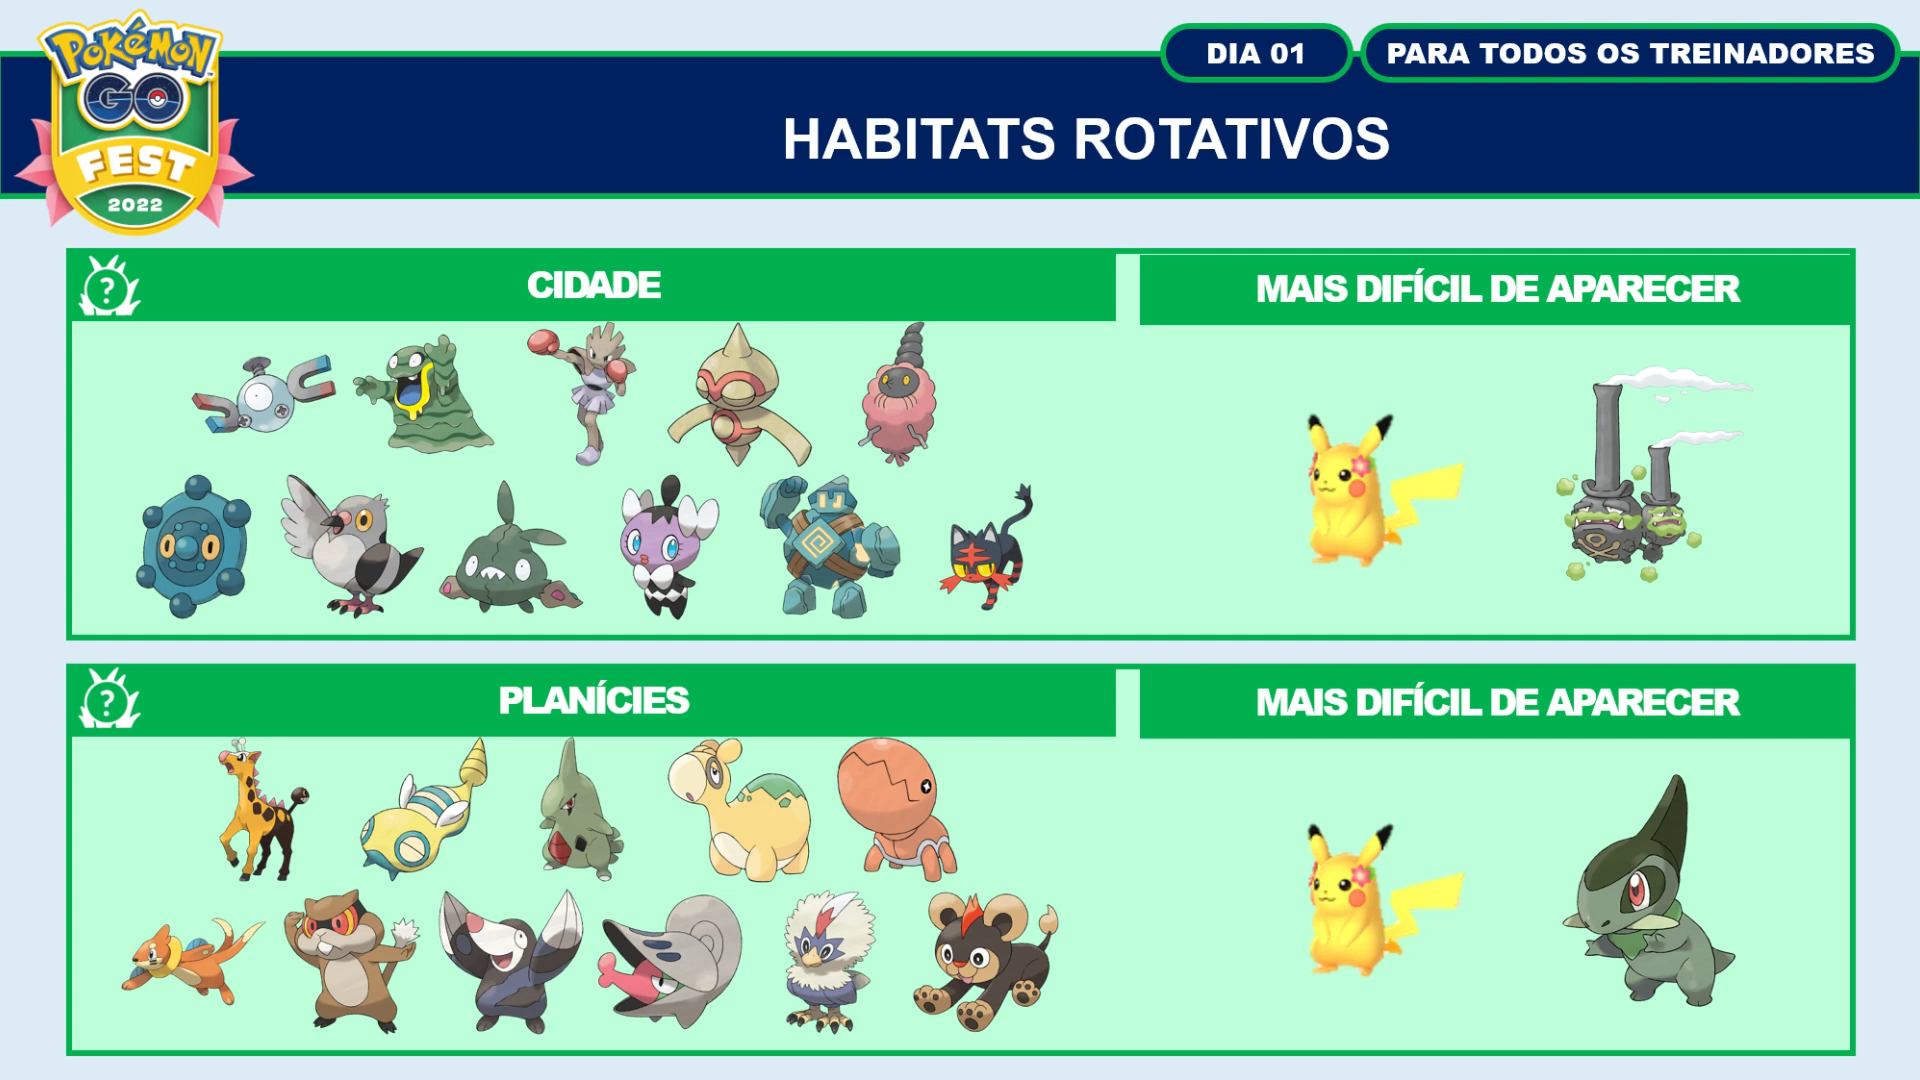 POKéMON
GO
FEST
2022
DIA 01
PARA TODOS OS TREINADORES
HABITATS ROTATIVOS
?
CIDADE
MAIS DIFÍCIL DE APARECER
?
PLANÍCIES
MAIS DIFÍCIL DE APARECER